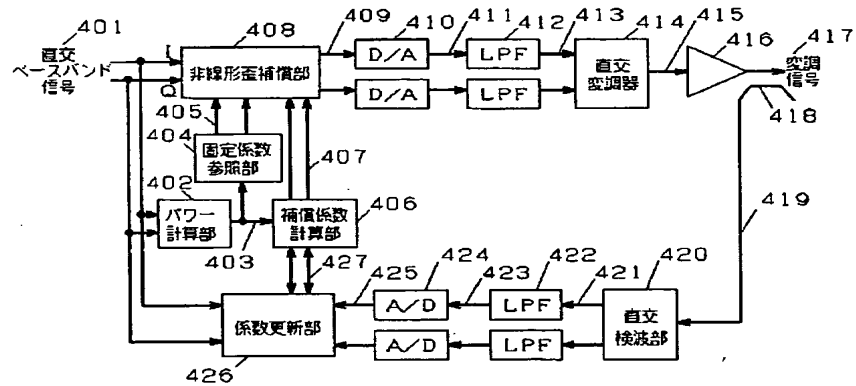 401
直交
ベースバンド
信号
I
Q
408
非線形歪補償部
409
410
D/A
D/A
411
412
LPF
LPF
413
414
直交
変調器
415
416
417
変調
信号
418
405
404
固定係数
参照部
407
402
パワー
計算部
403
補償係数
計算部
406
419
427
425
424
A/D
A/D
423
422
LPF
LPF
421
420
直交
検波部
係数更新部
426